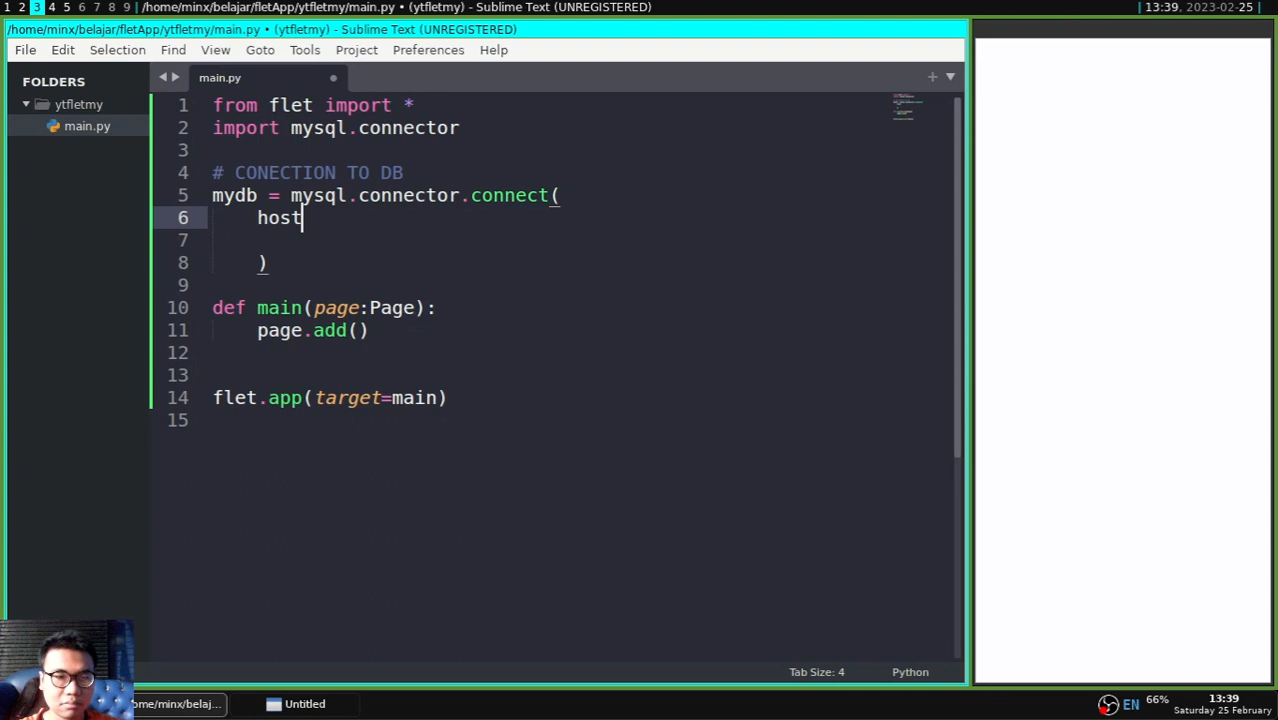 1 2 3 4 5 6 7 8 9 /home/minx/belajar/fletApp/ytfletmy/main.py • (ytfletmy) - Sublime Text (UNREGISTERED) 13:39, 2023-02-25
/home/minx/belajar/fletApp/ytfletmy/main.py • (ytfletmy) - Sublime Text (UNREGISTERED)
File Edit Selection Find View Goto Tools Project Preferences Help
FOLDERS
ytfletmy
main.py
main.py
1 from flet import *
2 import mysql.connector
3
4 # CONECTION TO DB
5 mydb = mysql.connector.connect(
6 host
7
8 )
9
10 def main(page:Page):
11 page.add()
12
13
14 flet.app(target=main)
15
Tab Size: 4 Python
ome/minx/belaj... Untitled EN 66% 13:39
Saturday 25 February